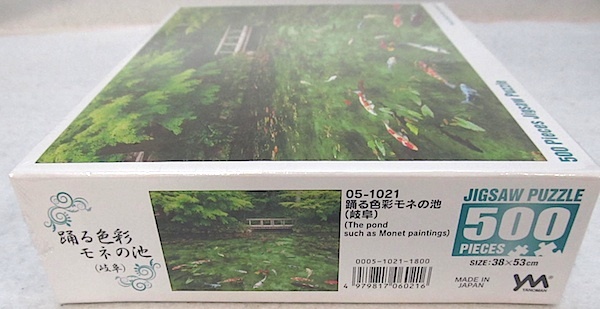 500 Pieces Jigsaw Puzzle
踊る色彩
モネの池
(岐阜)
05-1021
踊る色彩モネの池
(岐阜)
(The pond
such as Monet paintings)
0005-1021-1800
4 979817 060216
JIGSAW PUZZLE
500
PIECES
SIZE:38×53cm
MADE IN
JAPAN
YM
YANOMAN